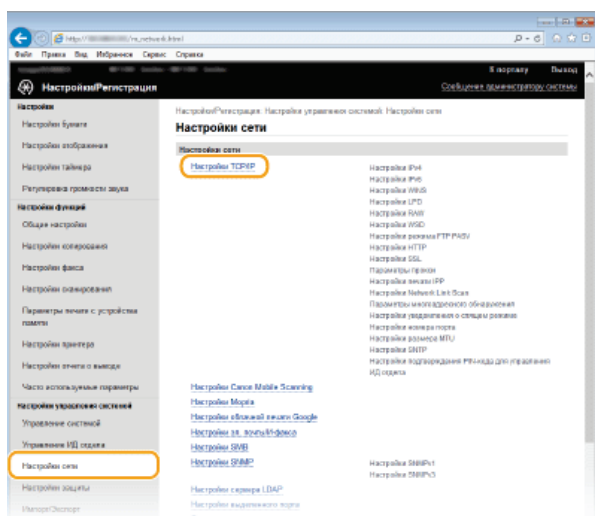 http://
/m_network.html
Файл Правка Вид Избранное Сервис Справка
К порталу Выход
Настройки/Регистрация
Сообщение администратору системы
Настройки
Настройки бумаги
Настройки отображения
Настройки таймера
Регулировка громкости звука
Настройки функций
Общие настройки
Настройки копирования
Настройки факса
Настройки сканирования
Параметры печати с устройства
памяти
Настройки принтера
Настройки отчета о выводе
Часто используемые параметры
Настройки управления системой
Управление системой
Управление ИД отдела
Настройки сети
Настройки защиты
Импорт/Экспорт
Настройки/Регистрация: Настройки управления системой: Настройки сети
Настройки сети
Настройки сети
Настройки TCP/IP
Настройки IPv4
Настройки IPv6
Настройки WINS
Настройки LPD
Настройки RAW
Настройки WSD
Настройки режима FTP PASV
Настройки HTTP
Настройки SSL
Параметры прокси
Настройки печати IPP
Настройки Network Link Scan
Параметры многоадресного обнаружения
Настройки уведомления о спящем режиме
Настройки номера порта
Настройки размера MTU
Настройки SNTP
Настройки подтверждения PIN-кода для управления
ИД отдела
Настройки Canon Mobile Scanning
Настройки Mopria
Настройки облачной печати Google
Настройки эл. почты/И-факса
Настройки SMB
Настройки SNMP
Настройки SNMPv1
Настройки SNMPv3
Настройки сервера LDAP
Настройки выделенного порта